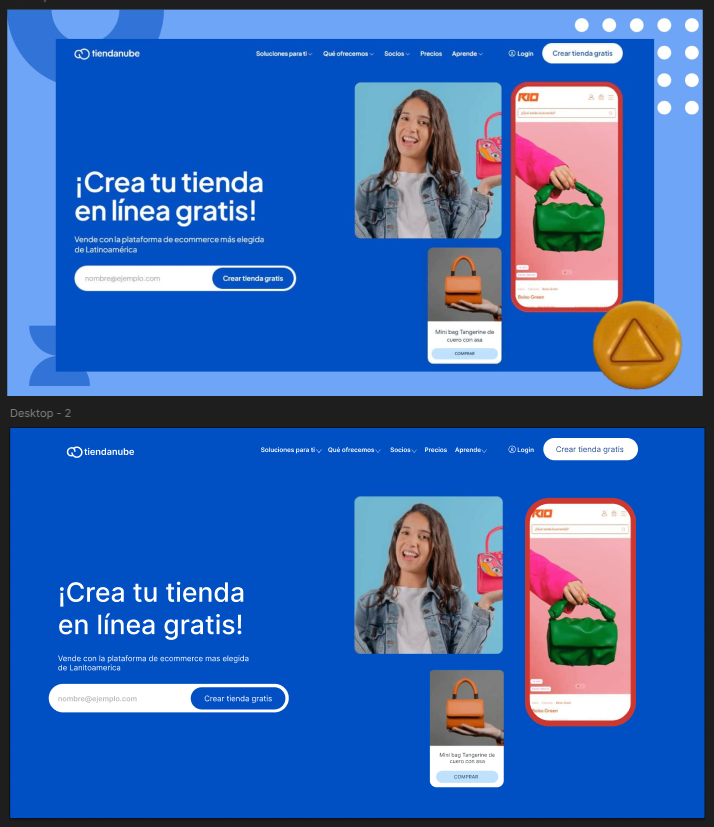 tiendanube
Soluciones para ti
Qué ofrecemos
Socios
Precios
Aprende
Login
Crear tienda gratis
RIO
¡Crea tu tienda
en línea gratis!
Vende con la plataforma de ecommerce más elegida
de Latinoamérica
nombre@ejemplo.com
Crear tienda gratis
Mini bag Tangerine de
cuero con asa
COMPRAR
Bolso Green
Desktop - 2
tiendanube
Soluciones para ti
Qué ofrecemos
Socios
Precios
Aprende
Login
Crear tienda gratis
RIO
¡Crea tu tienda
en línea gratis!
Vende con la plataforma de ecommerce mas elegida
de Lanitoamerica
nombre@ejemplo.com
Crear tienda gratis
Mini bag Tangerine de
cuero con asa
COMPRAR
Bolso Green